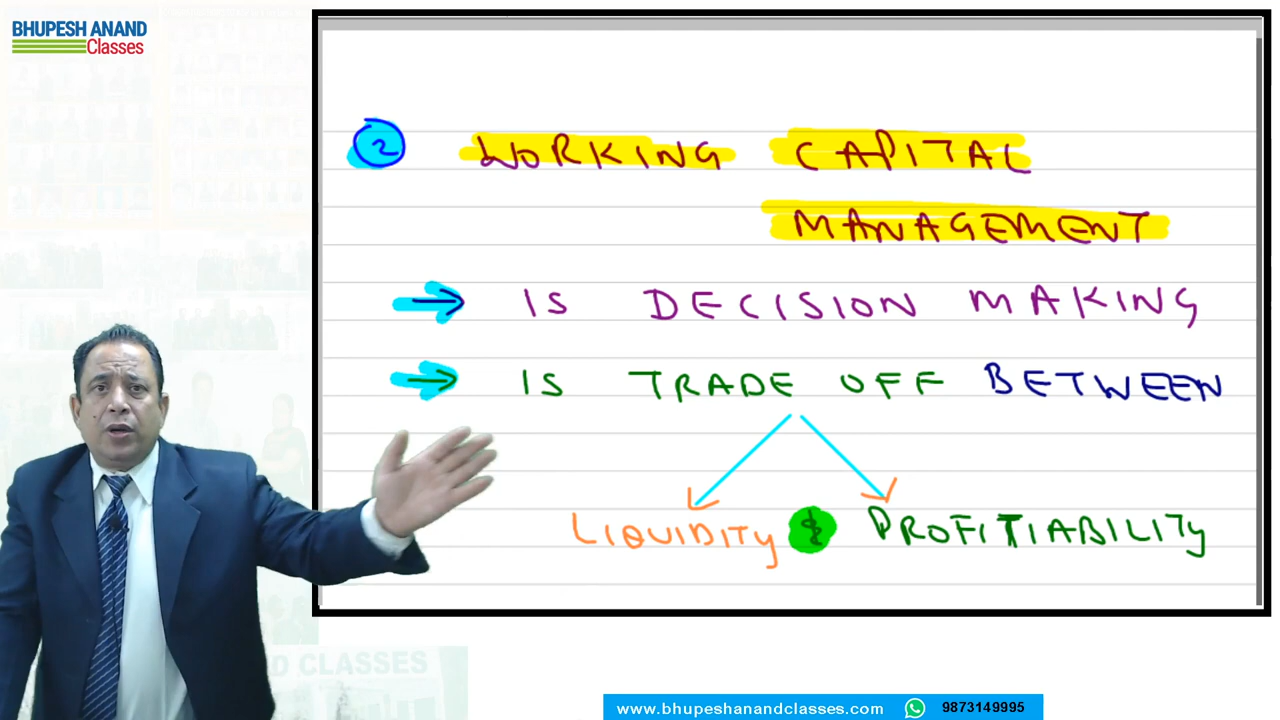 BHUPESH ANAND
Classes
2 WORKING CAPITAL
MANAGEMENT
→ IS DECISION MAKING
→ IS TRADE OFF BETWEEN
LIQUIDITY & PROFITIABILITY
D CLASSES
www.bhupeshanandclasses.com 9873149995